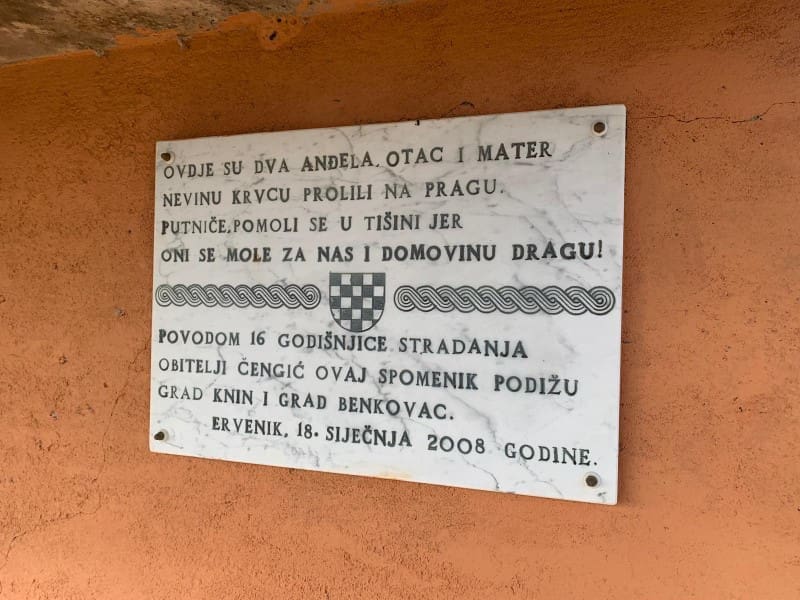 OVDJE SU DVA ANĐELA, OTAC I MATER
NEVINU KRVCU PROLILI NA PRAGU.
PUTNIČE,POMOLI SE U TIŠINI JER
ONI SE MOLE ZA NAS I DOMOVINU DRAGU!
POVODOM 16 GODIŠNJICE STRADANJA
OBITELJI ČENGIĆ OVAJ SPOMENIK PODIŽU
GRAD KNIN I GRAD BENKOVAC.
ERVENIK, 18. SIJEČNJA 2008 GODINE.